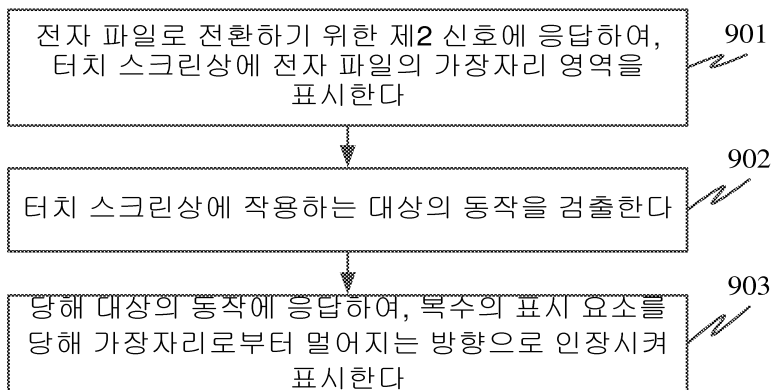 전자 파일로 전환하기 위한 제2 신호에 응답하여,
터치 스크린상에 전자 파일의 가장자리 영역을
표시한다
901
터치 스크린상에 작용하는 대상의 동작을 검출한다
902
당해 대상의 동작에 응답하여, 복수의 표시 요소를
당해 가장자리로부터 멀어지는 방향으로 인장시켜
표시한다
903